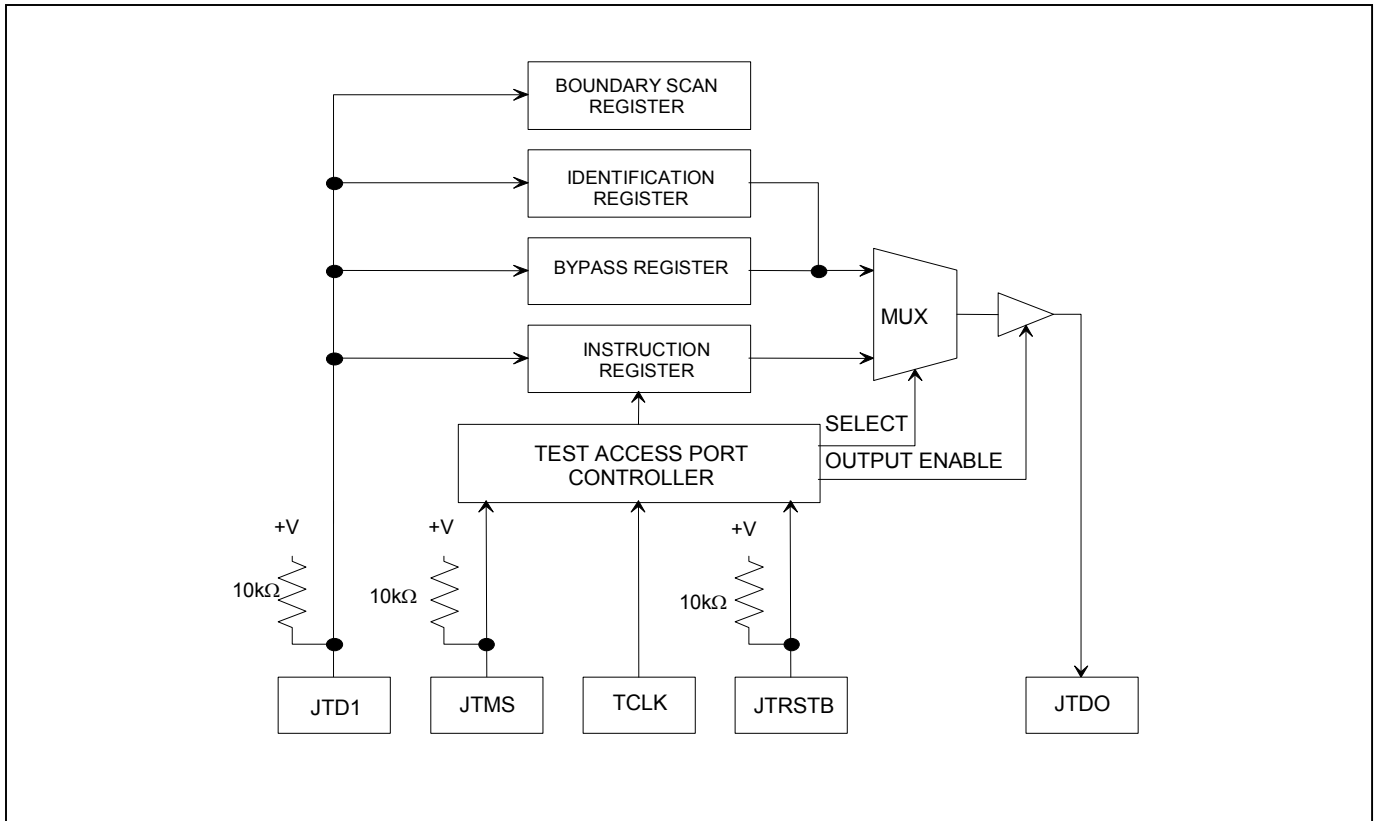 BOUNDARY SCAN
REGISTER
IDENTIFICATION
REGISTER
BYPASS REGISTER
MUX
INSTRUCTION
REGISTER
SELECT
TEST ACCESS PORT
CONTROLLER
OUTPUT ENABLE
+V
+V
+V
10kΩ
10kΩ
10kΩ
JTD1
JTMS
TCLK
JTRSTB
JTDO